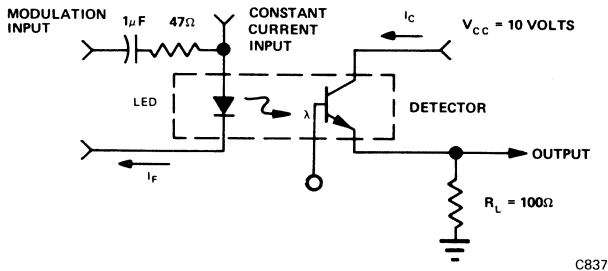 MODULATION
INPUT
1μF
47Ω
CONSTANT
CURRENT
INPUT
I_C
V_CC = 10 VOLTS
LED
λ
DETECTOR
I_F
OUTPUT
R_L = 100Ω
C837